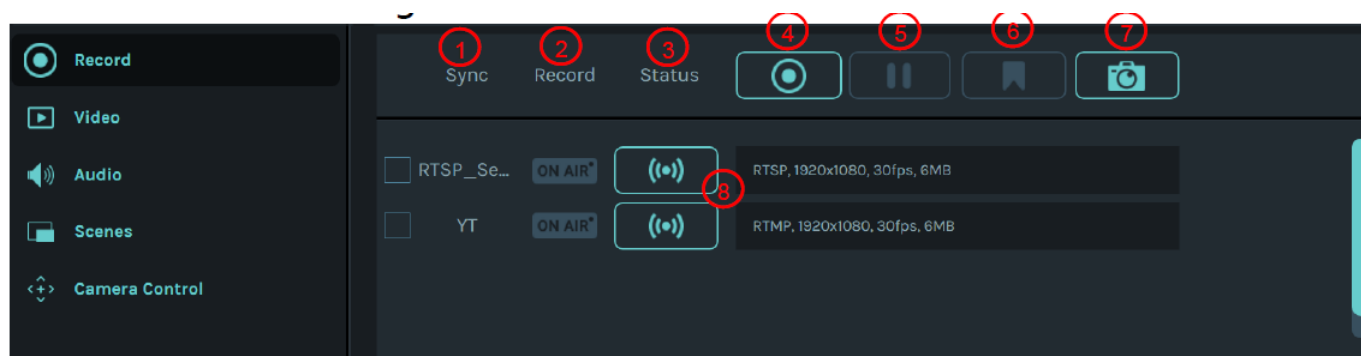 1 2 3 4 5 6 7
Record
Sync Record Status
Video
RTSP_Se... ON AIR RTSP, 1920x1080, 30fps, 6MB
Audio
8
Scenes
YT ON AIR RTMP, 1920x1080, 30fps, 6MB
Camera Control